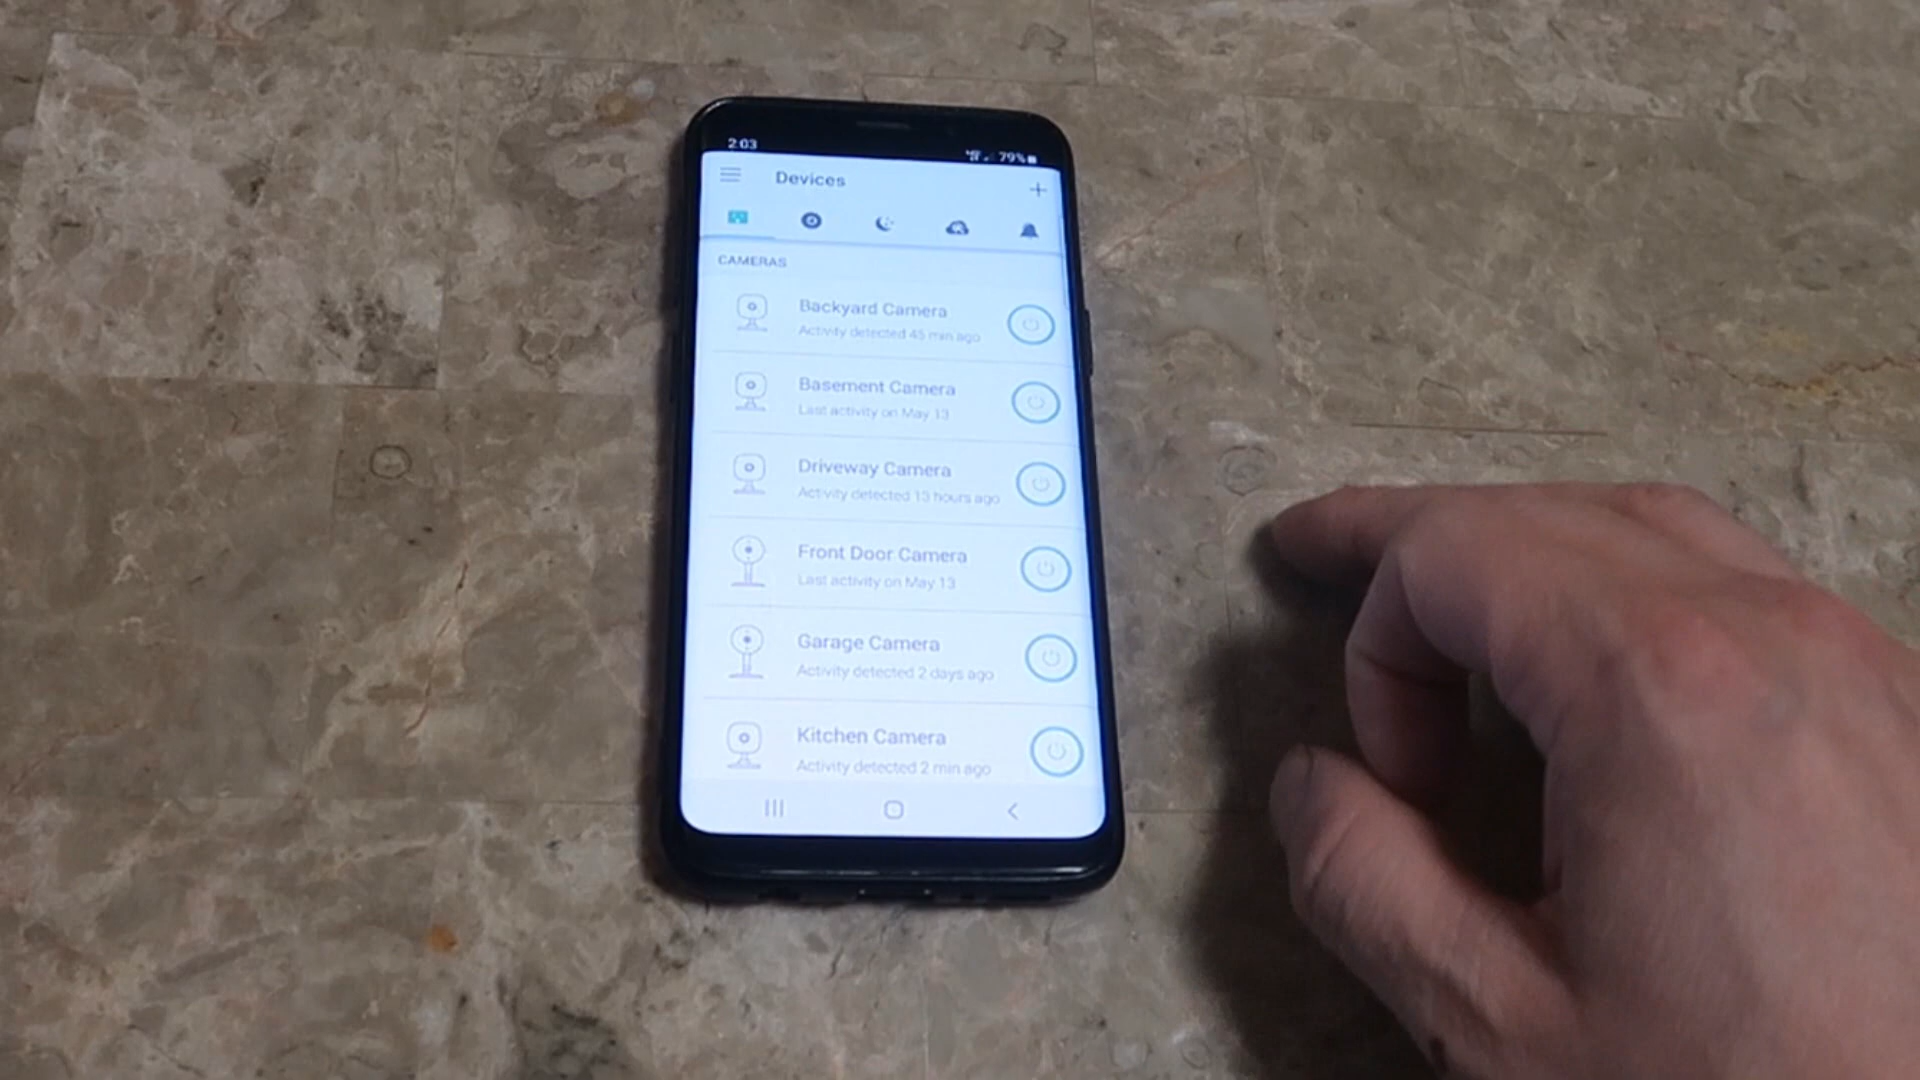 2:03
79%
Devices
CAMERAS
Backyard Camera
Activity detected 45 min ago
Basement Camera
Last activity on May 13
Driveway Camera
Activity detected 13 hours ago
Front Door Camera
Last activity on May 13
Garage Camera
Activity detected 2 days ago
Kitchen Camera
Activity detected 2 min ago